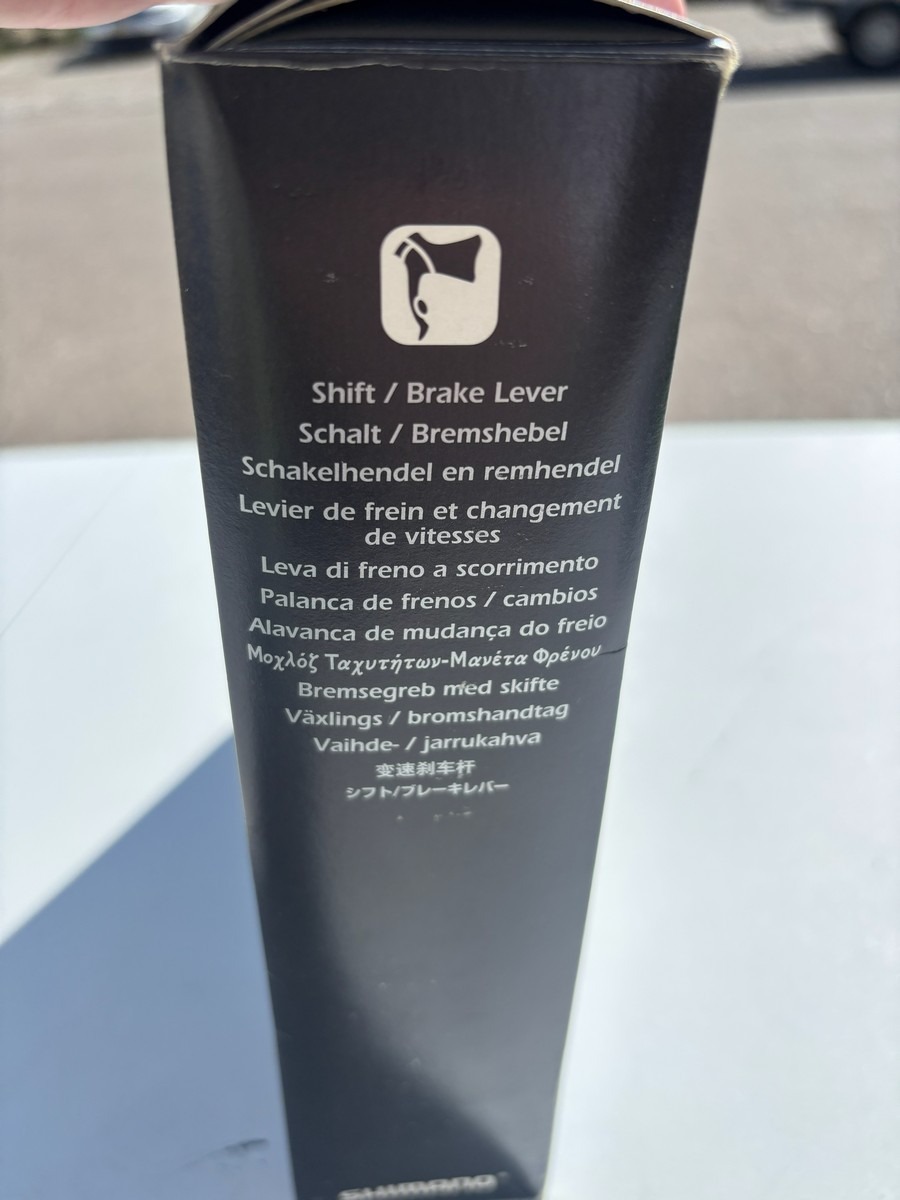 Shift / Brake Lever
Schalt / Bremshebel
Schakelhendel en remhendel
Levier de frein et changement
de vitesses
Leva di freno a scorrimento
Palanca de frenos / cambios
Alavanca de mudança do freio
Μοχλόζ Ταχυτήτων-Μανέτα Φρένου
Bremsegreb med skifte
Växlings / bromshandtag
Vaihde- / jarrukahva
变速刹车杆
シフト/ブレーキレバー
SHIMANO